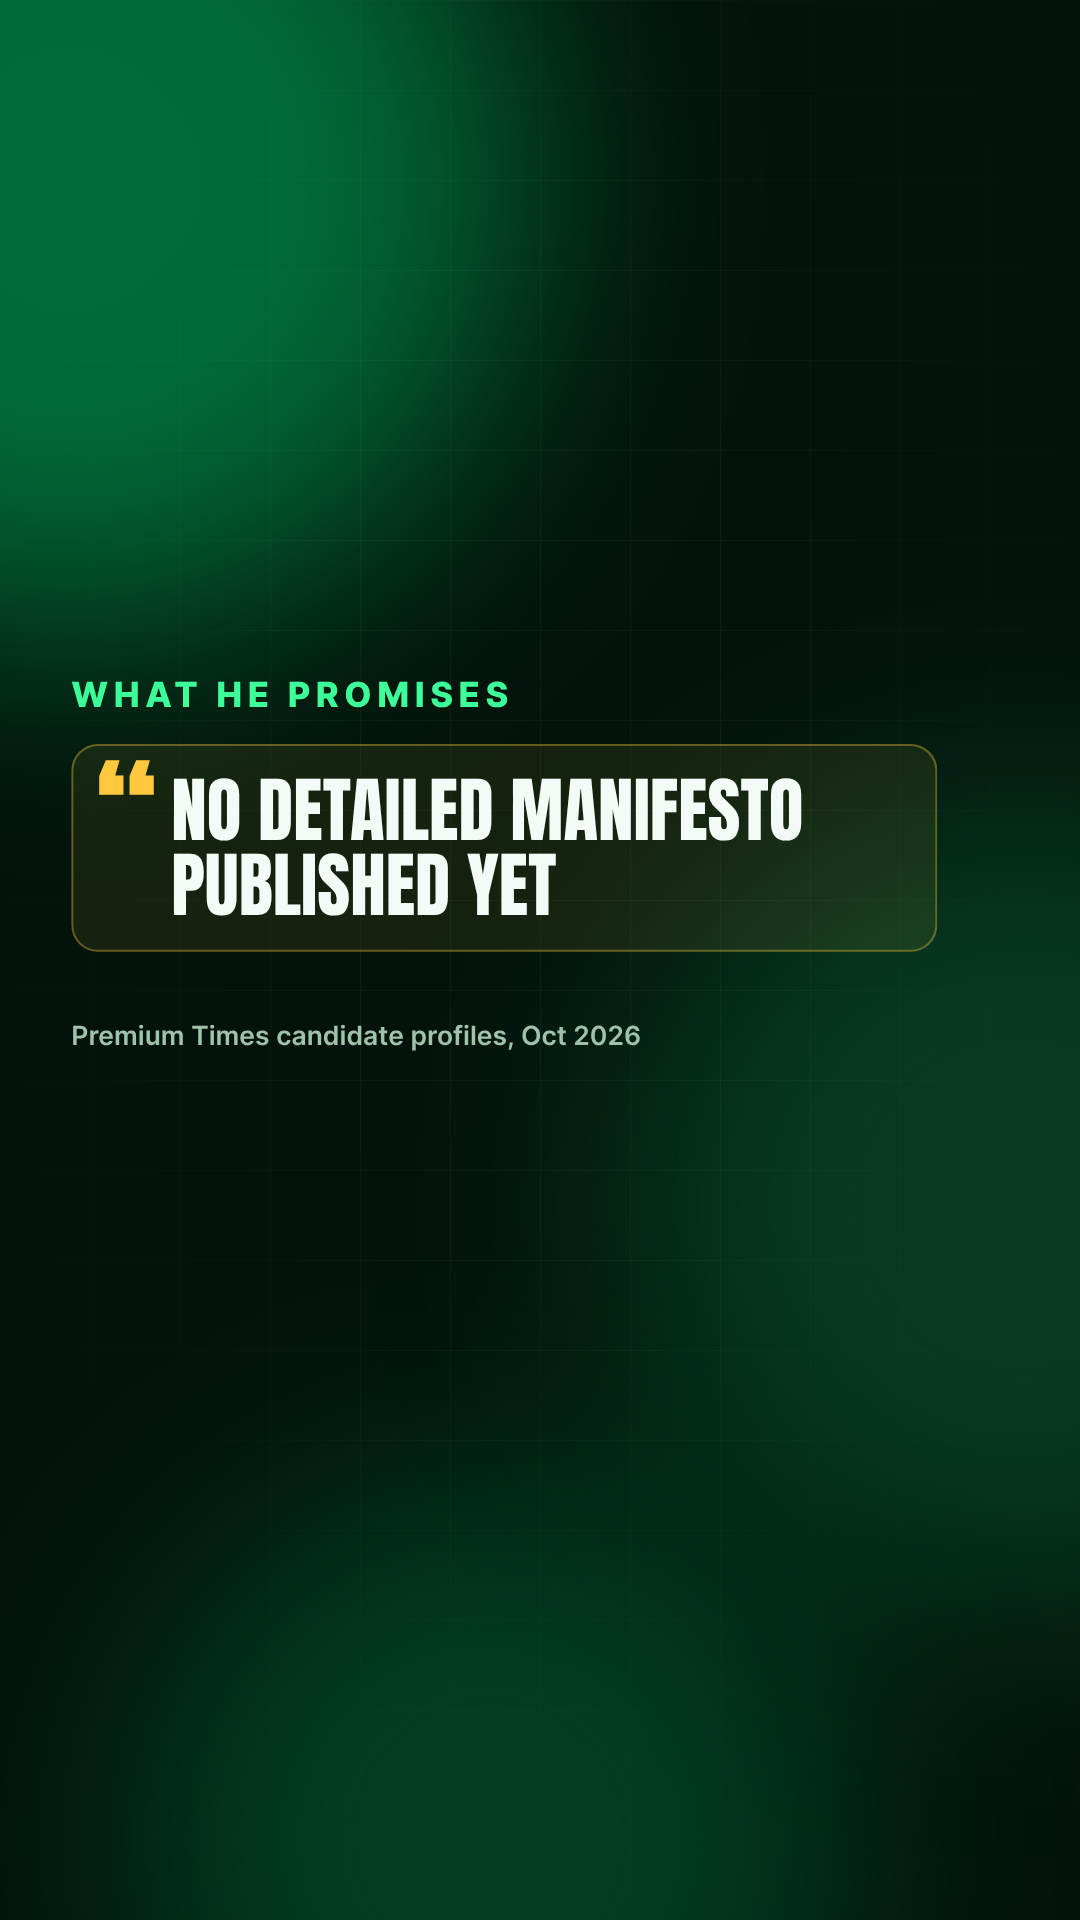 WHAT HE PROMISES
❝ NO DETAILED MANIFESTO
PUBLISHED YET
Premium Times candidate profiles, Oct 2026